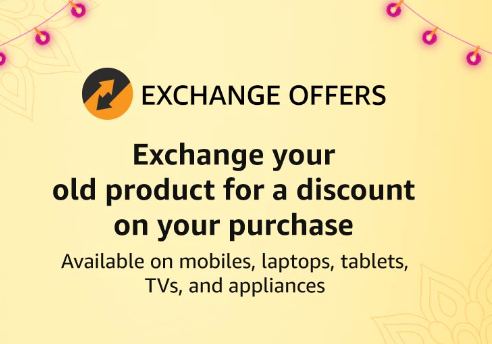 EXCHANGE OFFERS
Exchange your
old product for a discount
on your purchase
Available on mobiles, laptops, tablets,
TVs, and appliances